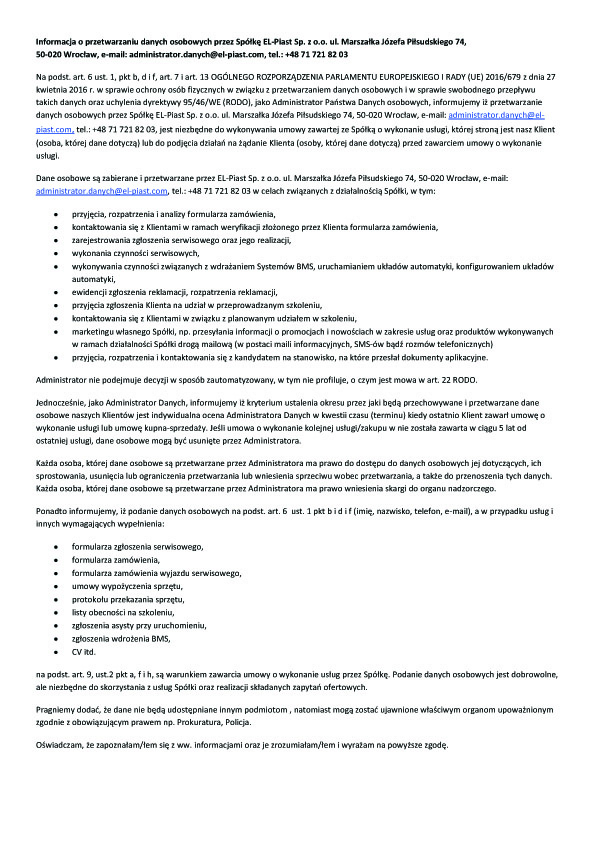 Informacja o przetwarzaniu danych osobowych przez Spółkę EL-Piast Sp. z o.o. ul. Marszałka Józefa Piłsudskiego 74,
50-020 Wrocław, e-mail: administrator.danych@el-piast.com, tel.: +48 71 721 82 03
Na podst. art. 6 ust. 1, pkt b, d i f, art. 7 i art. 13 OGÓLNEGO ROZPORZĄDZENIA PARLAMENTU EUROPEJSKIEGO I RADY (UE) 2016/679 z dnia 27
kwietnia 2016 r. w sprawie ochrony osób fizycznych w związku z przetwarzaniem danych osobowych i w sprawie swobodnego przepływu
takich danych oraz uchylenia dyrektywy 95/46/WE (RODO), jako Administrator Państwa Danych osobowych, informujemy iż przetwarzanie
danych osobowych przez Spółkę EL-Piast Sp. z o.o. ul. Marszałka Józefa Piłsudskiego 74, 50-020 Wrocław, e-mail: administrator.danych@el-
piast.com, tel.: +48 71 721 82 03, jest niezbędne do wykonywania umowy zawartej ze Spółką o wykonanie usługi, której stroną jest nasz Klient
(osoba, której dane dotyczą) lub do podjęcia działań na żądanie Klienta (osoby, której dane dotyczą) przed zawarciem umowy o wykonanie
usługi.
Dane osobowe są zabierane i przetwarzane przez EL-Piast Sp. z o.o. ul. Marszałka Józefa Piłsudskiego 74, 50-020 Wrocław, e-mail:
administrator.danych@el-piast.com, tel.: +48 71 721 82 03 w celach związanych z działalnością Spółki, w tym:
• przyjęcia, rozpatrzenia i analizy formularza zamówienia,
• kontaktowania się z Klientami w ramach weryfikacji złożonego przez Klienta formularza zamówienia,
• zarejestrowania zgłoszenia serwisowego oraz jego realizacji,
• wykonania czynności serwisowych,
• wykonywania czynności związanych z wdrażaniem Systemów BMS, uruchamianiem układów automatyki, konfigurowaniem układów
automatyki,
• ewidencji zgłoszenia reklamacji, rozpatrzenia reklamacji,
• przyjęcia zgłoszenia Klienta na udział w przeprowadzanym szkoleniu,
• kontaktowania się z Klientami w związku z planowanym udziałem w szkoleniu,
• marketingu własnego Spółki, np. przesyłania informacji o promocjach i nowościach w zakresie usług oraz produktów wykonywanych
w ramach działalności Spółki drogą mailową (w postaci maili informacyjnych, SMS-ów bądź rozmów telefonicznych)
• przyjęcia, rozpatrzenia i kontaktowania się z kandydatem na stanowisko, na które przesłał dokumenty aplikacyjne.
Administrator nie podejmuje decyzji w sposób zautomatyzowany, w tym nie profiluje, o czym jest mowa w art. 22 RODO.
Jednocześnie, jako Administrator Danych, informujemy iż kryterium ustalenia okresu przez jaki będą przechowywane i przetwarzane dane
osobowe naszych Klientów jest indywidualna ocena Administratora Danych w kwestii czasu (terminu) kiedy ostatnio Klient zawarł umowę o
wykonanie usługi lub umowę kupna-sprzedaży. Jeśli umowa o wykonanie kolejnej usługi/zakupu w nie została zawarta w ciągu 5 lat od
ostatniej usługi, dane osobowe mogą być usunięte przez Administratora.
Każda osoba, której dane osobowe są przetwarzane przez Administratora ma prawo do dostępu do danych osobowych jej dotyczących, ich
sprostowania, usunięcia lub ograniczenia przetwarzania lub wniesienia sprzeciwu wobec przetwarzania, a także do przenoszenia tych danych.
Każda osoba, której dane osobowe są przetwarzane przez Administratora ma prawo wniesienia skargi do organu nadzorczego.
Ponadto informujemy, iż podanie danych osobowych na podst. art. 6 ust. 1 pkt b i d i f (imię, nazwisko, telefon, e-mail), a w przypadku usług i
innych wymagających wypełnienia:
• formularza zgłoszenia serwisowego,
• formularza zamówienia,
• formularza zamówienia wyjazdu serwisowego,
• umowy wypożyczenia sprzętu,
• protokołu przekazania sprzętu,
• listy obecności na szkoleniu,
• zgłoszenia asysty przy uruchomieniu,
• zgłoszenia wdrożenia BMS,
• CV itd.
na podst. art. 9, ust.2 pkt a, f i h, są warunkiem zawarcia umowy o wykonanie usług przez Spółkę. Podanie danych osobowych jest dobrowolne,
ale niezbędne do skorzystania z usług Spółki oraz realizacji składanych zapytań ofertowych.
Pragniemy dodać, że dane nie będą udostępniane innym podmiotom , natomiast mogą zostać ujawnione właściwym organom upoważnionym
zgodnie z obowiązującym prawem np. Prokuratura, Policja.
Oświadczam, że zapoznałam/łem się z ww. informacjami oraz je zrozumiałam/łem i wyrażam na powyższe zgodę.